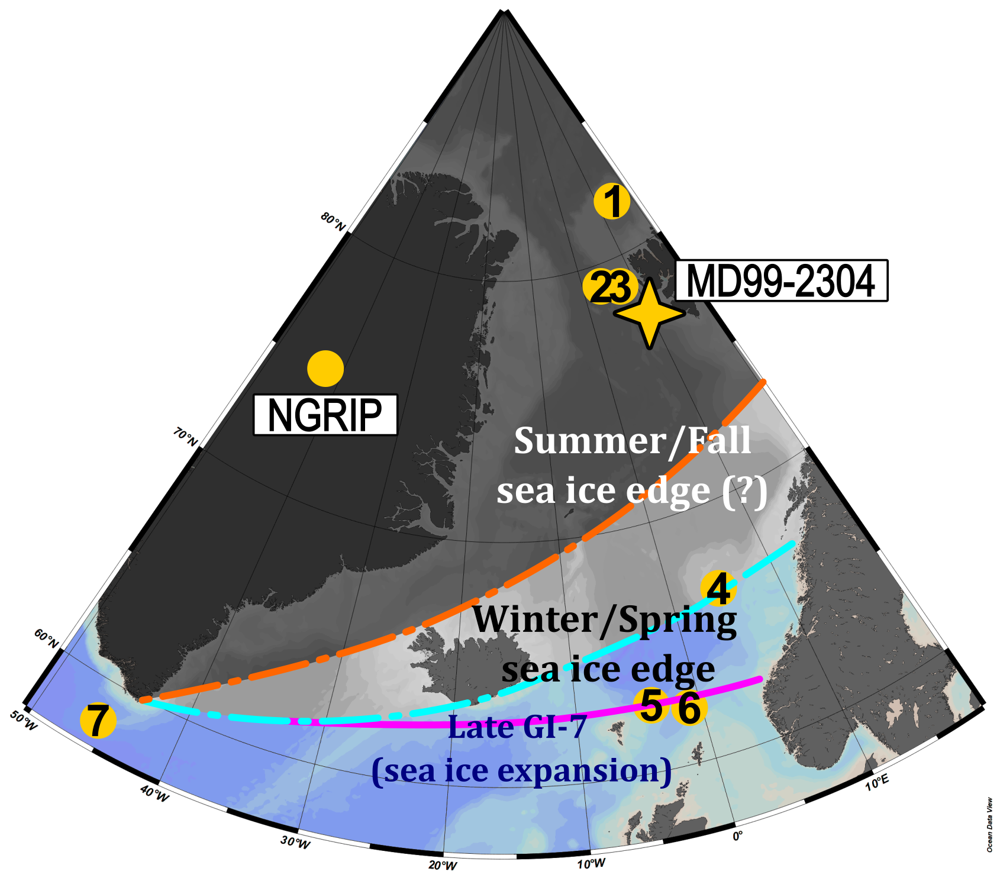 1
80°N
MD99-2304
23
NGRIP
70°N
Summer/Fall
sea ice edge (?)
4
Winter/Spring
60°N
sea ice edge
5
6
7
50°W
Late GI-7
(sea ice expansion)
40°W
10°E
30°W
0°
20°W
10°W
Ocean Data View